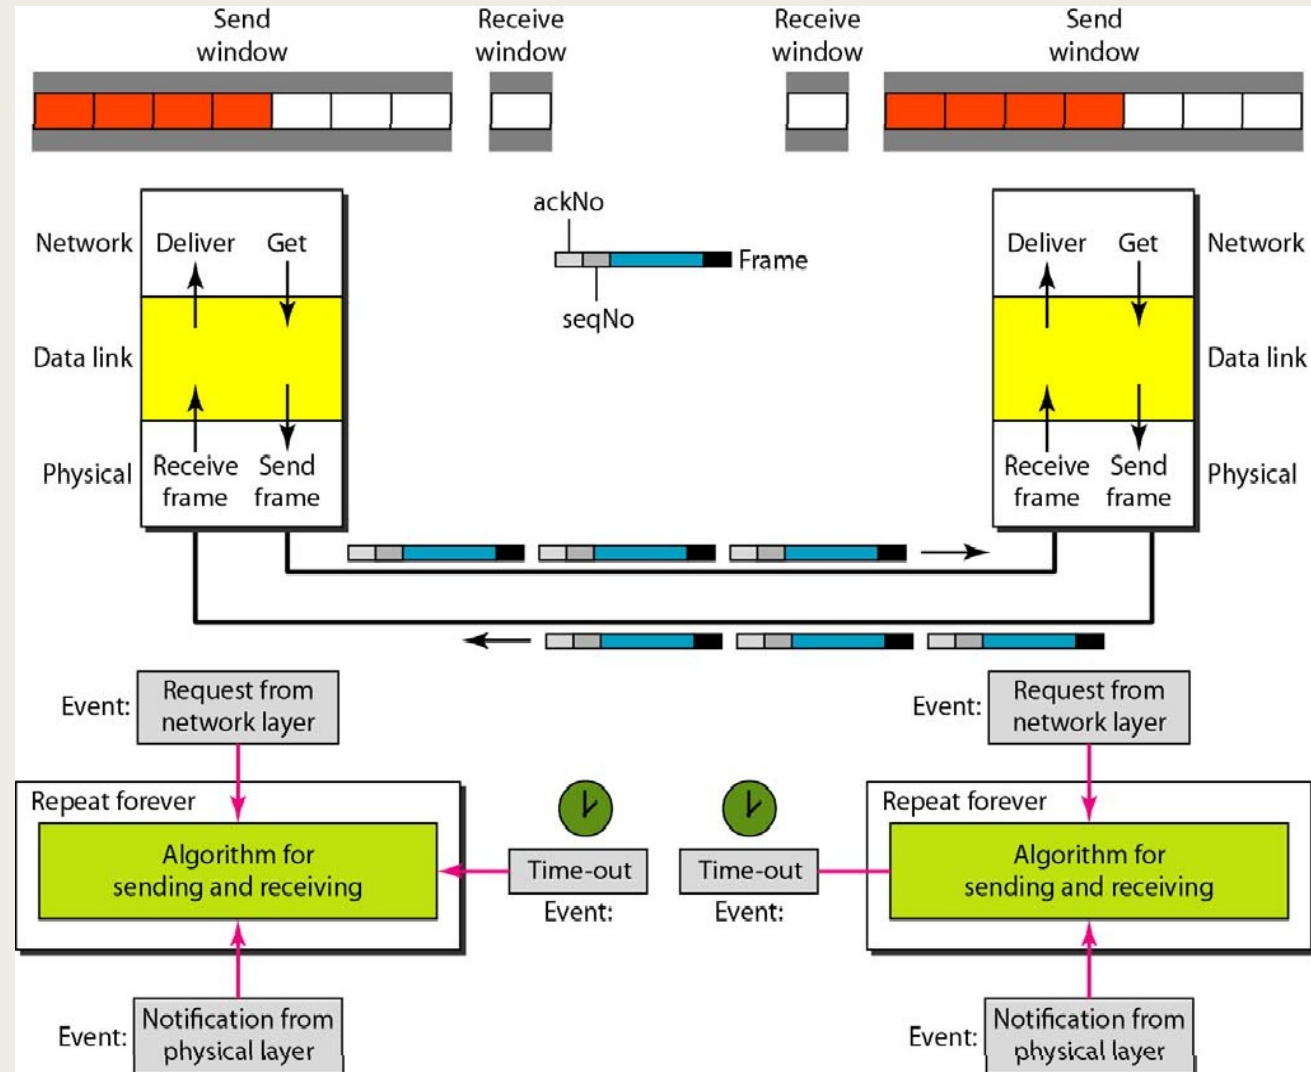 Send
window
Receive
window
Receive
window
Send
window
ackNo
Frame
seqNo
Network
Deliver
Get
Data link
Physical
Receive
frame
Send
frame
Deliver
Get
Network
Data link
Receive
frame
Send
frame
Physical
Event:
Request from
network layer
Repeat forever
Algorithm for
sending and receiving
Time-out
Event:
Event:
Notification from
physical layer
Event:
Request from
network layer
Repeat forever
Algorithm for
sending and receiving
Time-out
Event:
Event:
Notification from
physical layer